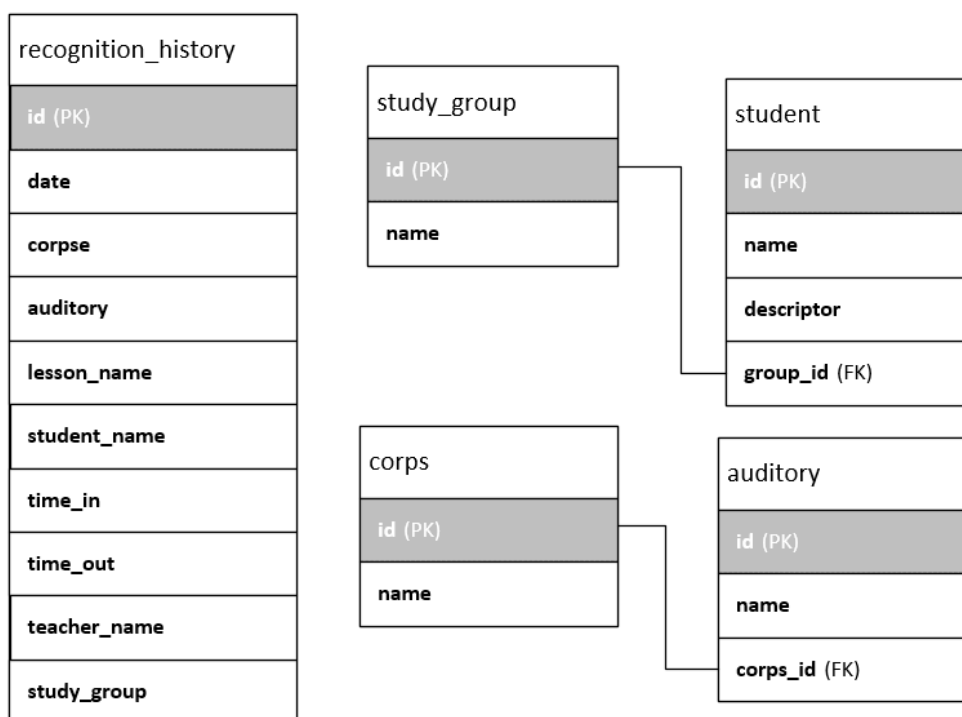 recognition_history
id (PK)
date
corpse
auditory
lesson_name
student_name
time_in
time_out
teacher_name
study_group
study_group
id (PK)
name
student
id (PK)
name
descriptor
group_id (FK)
corps
id (PK)
name
auditory
id (PK)
name
corps_id (FK)